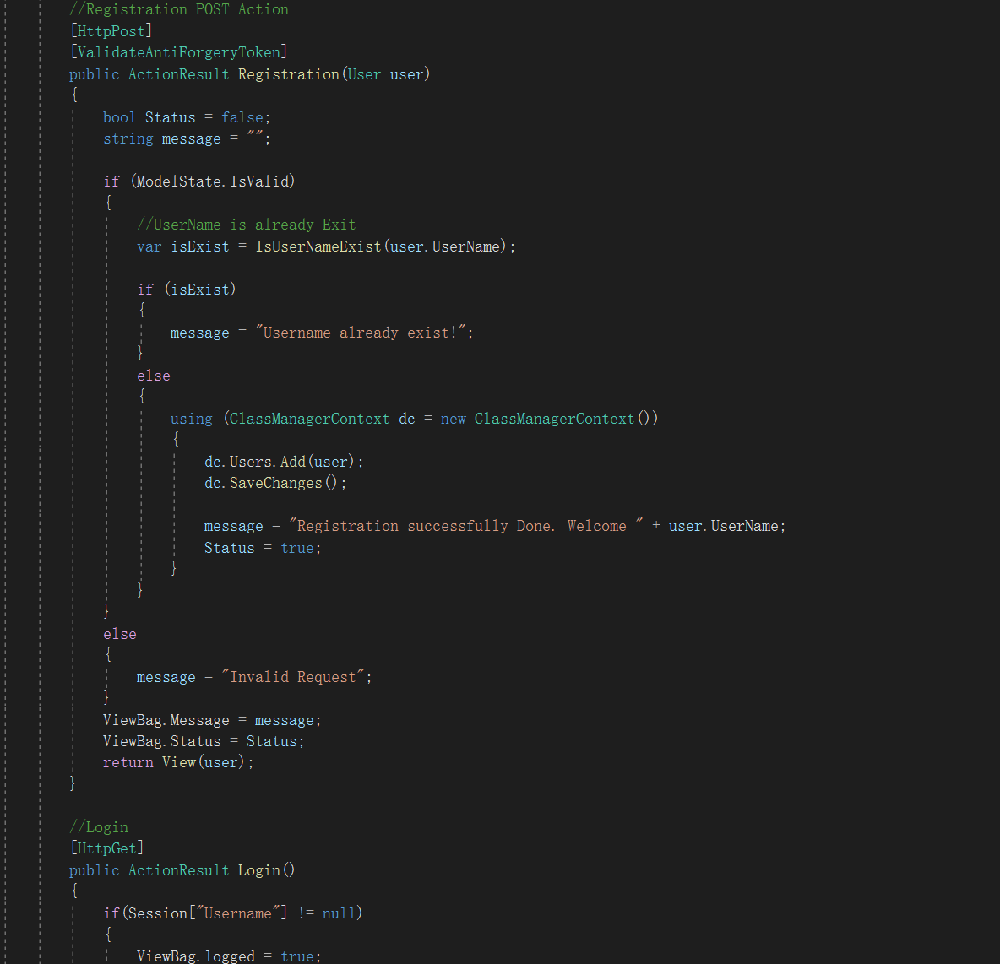 //Registration POST Action
[HttpPost]
[ValidateAntiForgeryToken]
public ActionResult Registration(User user)
{
bool Status = false;
string message = "";
if (ModelState.IsValid)
{
//UserName is already Exit
var isExist = IsUserNameExist(user.UserName);
if (isExist)
{
message = "Username already exist!";
}
else
{
using (ClassManagerContext dc = new ClassManagerContext())
{
dc.Users.Add(user);
dc.SaveChanges();
message = "Registration successfully Done. Welcome " + user.UserName;
Status = true;
}
}
}
else
{
message = "Invalid Request";
}
ViewBag.Message = message;
ViewBag.Status = Status;
return View(user);
}
//Login
[HttpGet]
public ActionResult Login()
{
if(Session["Username"] != null)
{
ViewBag.logged = true;